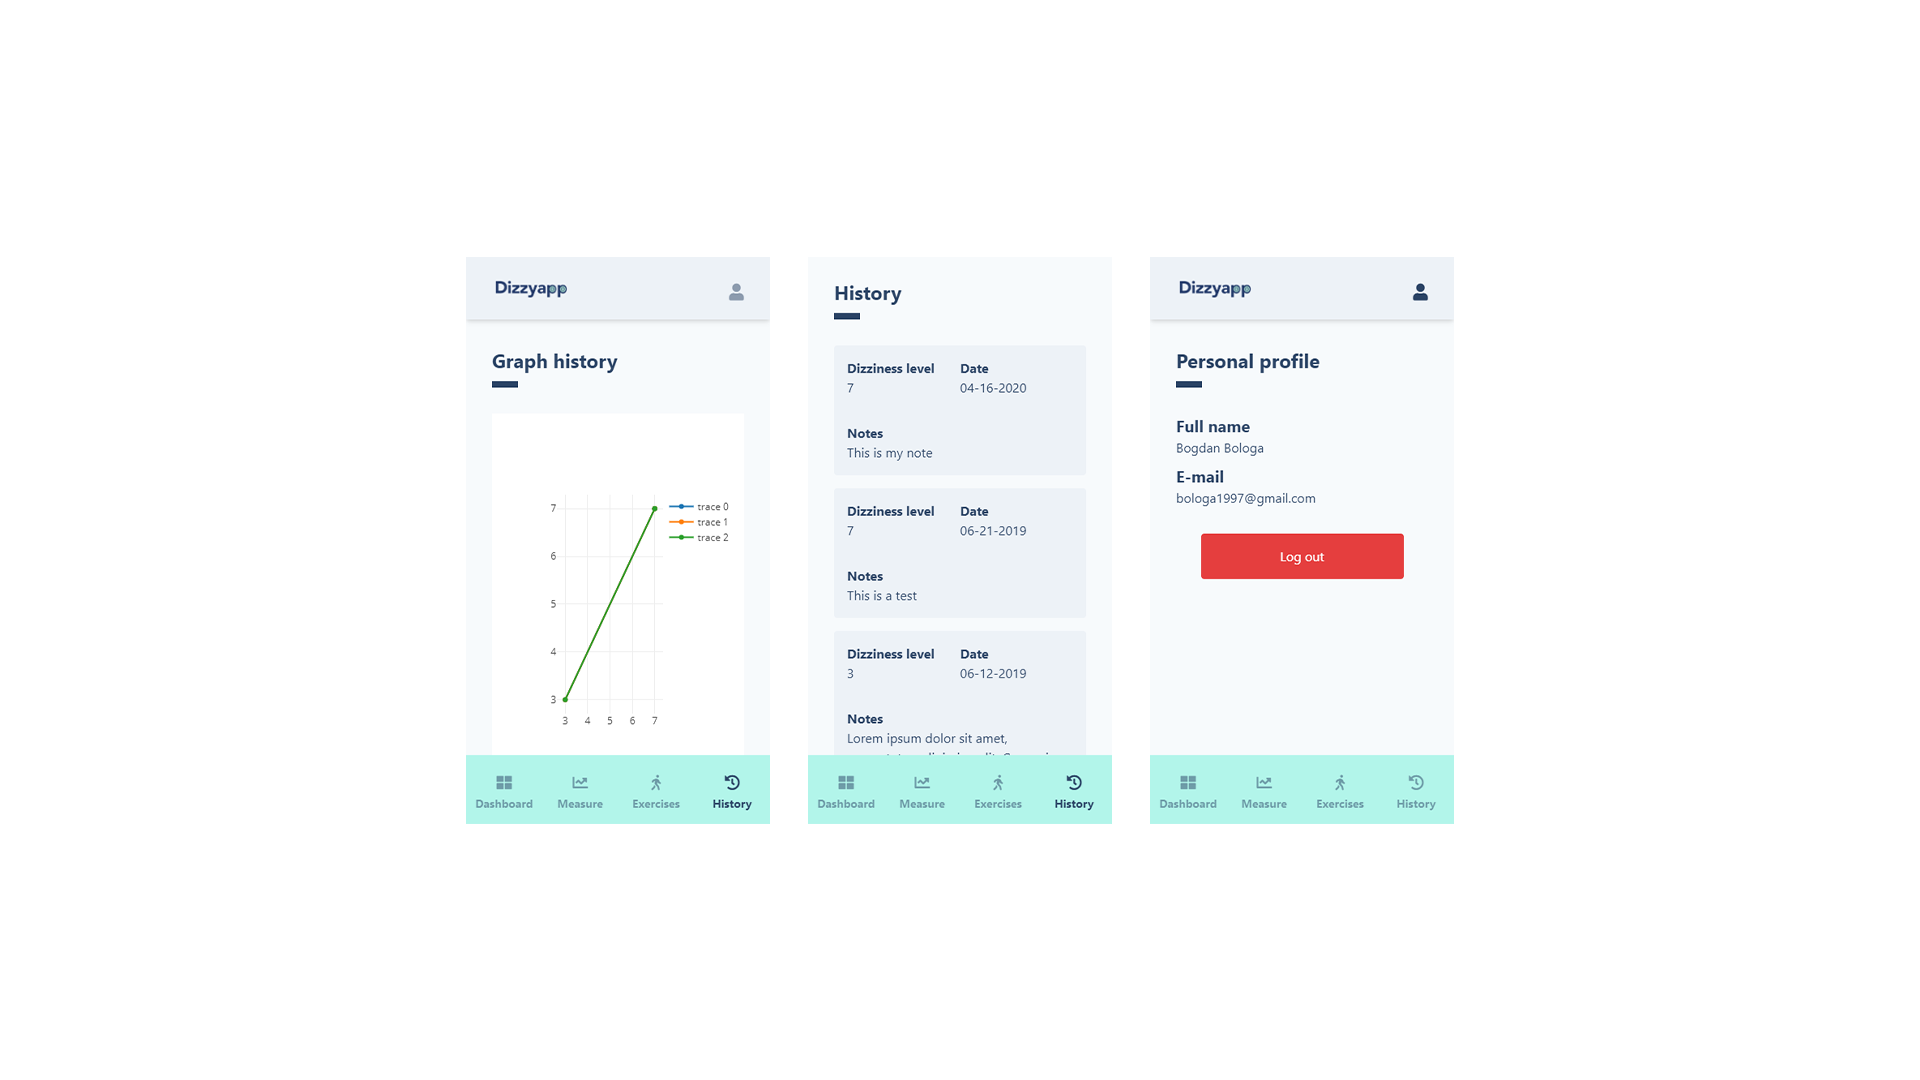 Dizzyapp
Graph history
7
6
5
4
3
3 4 5 6 7
trace 0
trace 1
trace 2
Dashboard Measure Exercises History
History
Dizziness level Date
7 04-16-2020
Notes
This is my note
Dizziness level Date
7 06-21-2019
Notes
This is a test
Dizziness level Date
3 06-12-2019
Notes
Lorem ipsum dolor sit amet,
Dashboard Measure Exercises History
Dizzyapp
Personal profile
Full name
Bogdan Bologa
E-mail
bologa1997@gmail.com
Log out
Dashboard Measure Exercises History